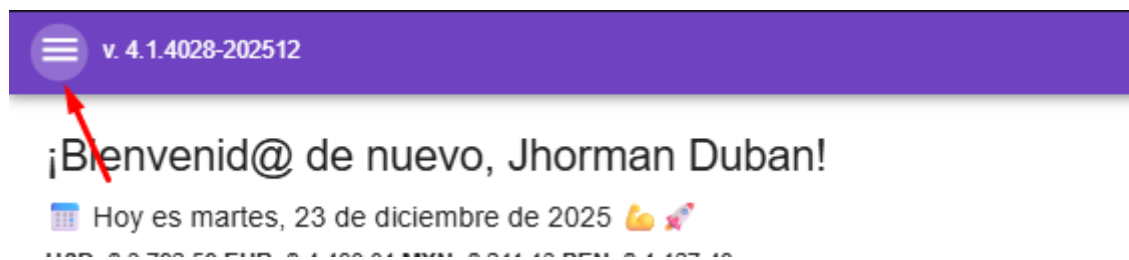 v. 4.1.4028-202512
¡Bienvenid@ de nuevo, Jhorman Duban!
Hoy es martes, 23 de diciembre de 2025